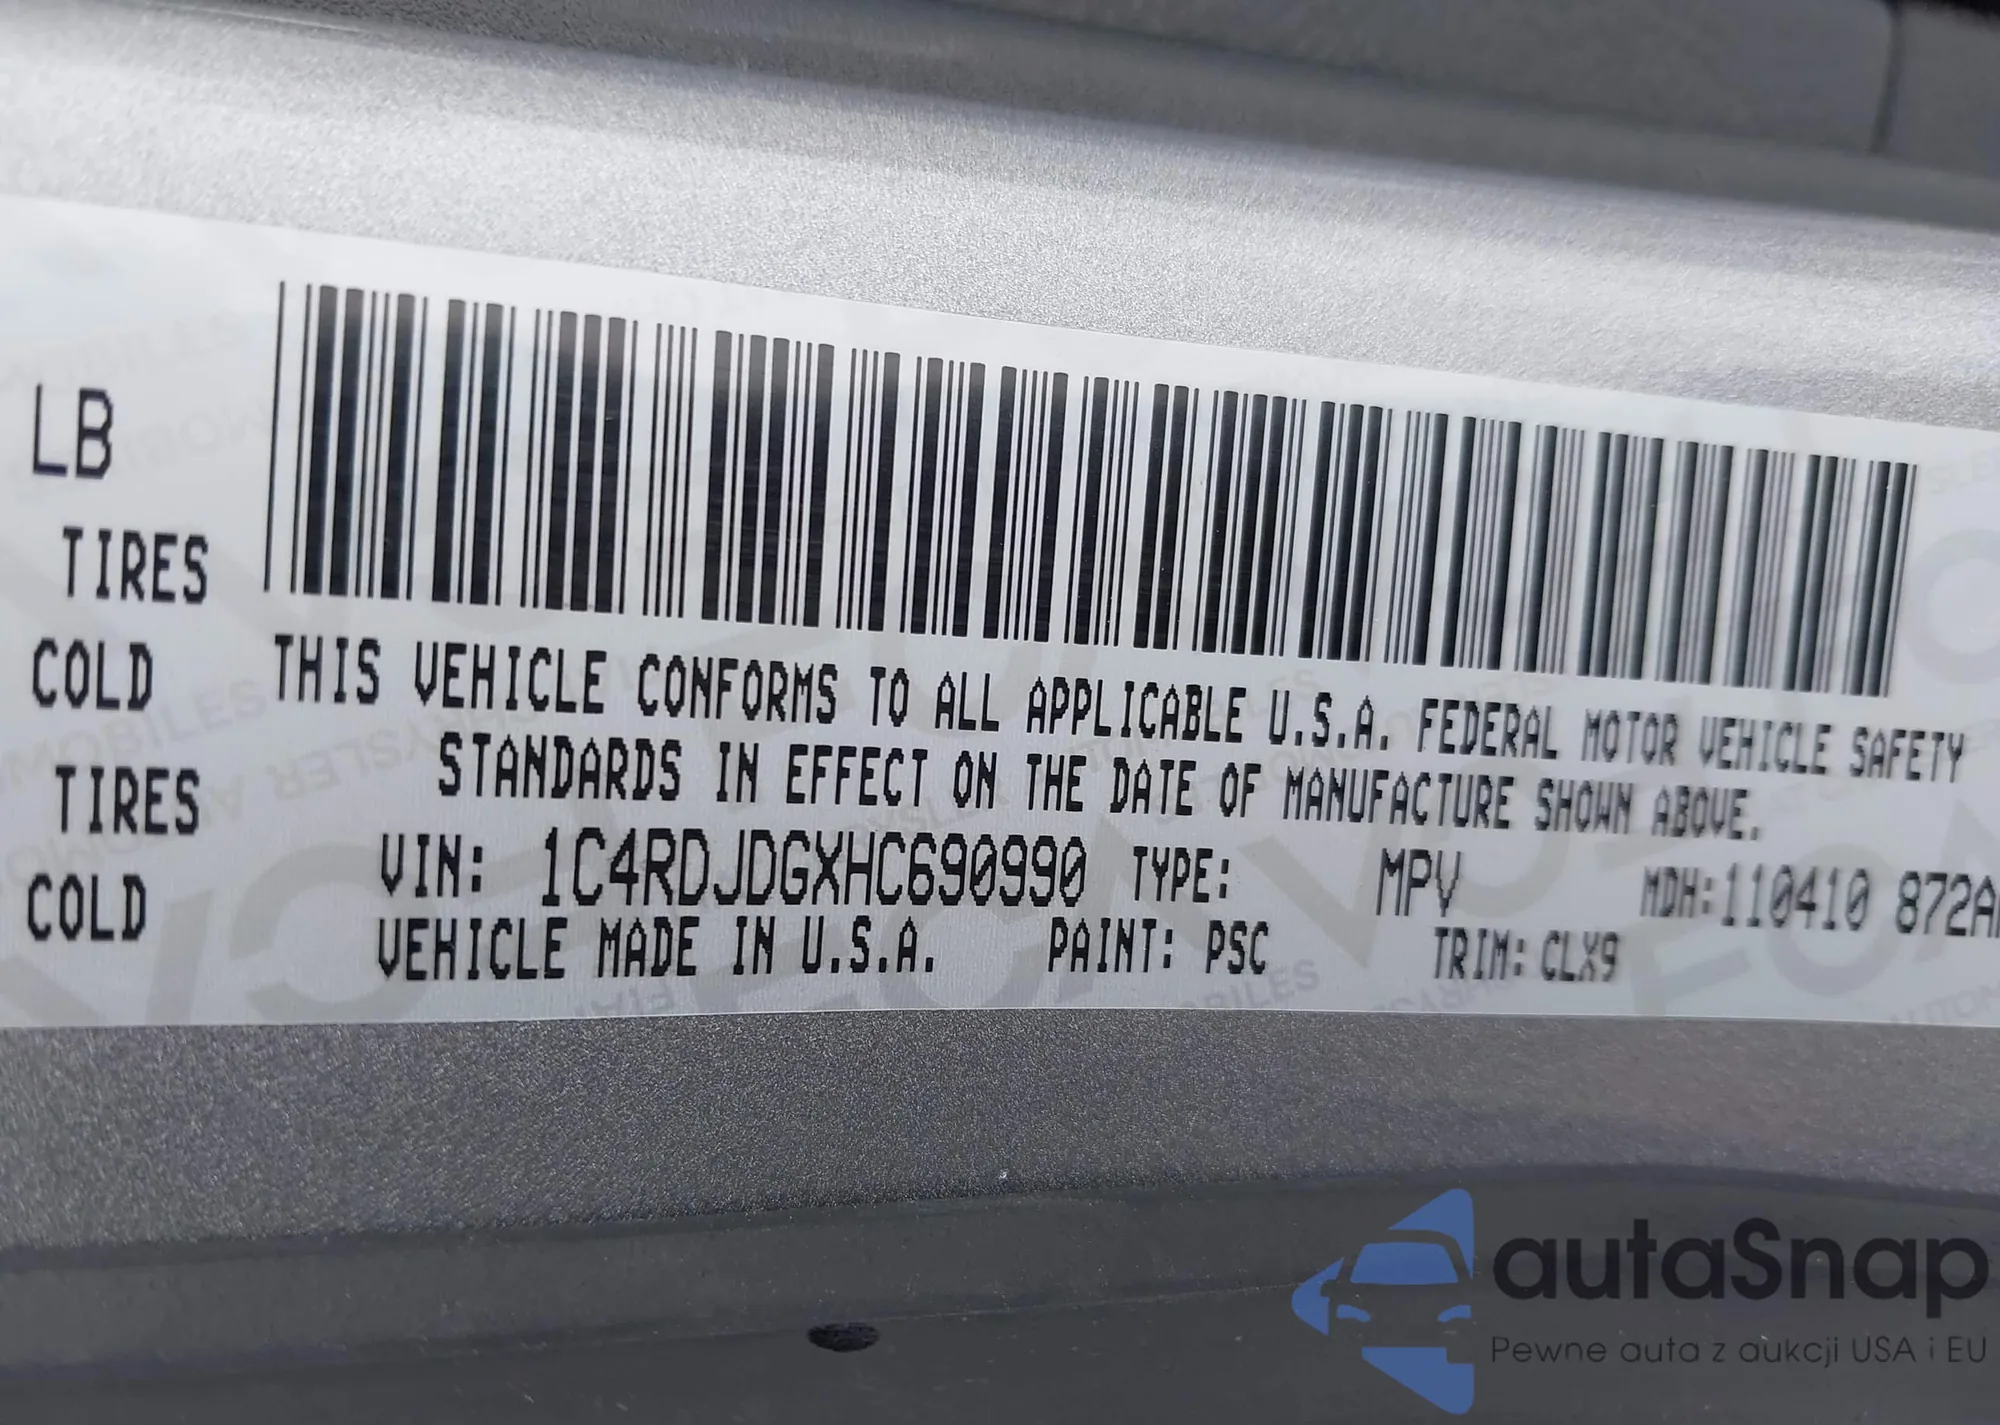 LB
TIRES
COLD
TIRES
COLD
THIS VEHICLE CONFORMS TO ALL APPLICABLE U.S.A. FEDERAL MOTOR VEHICLE SAFETY
STANDARDS IN EFFECT ON THE DATE OF MANUFACTURE SHOWN ABOVE.
VIN: 1C4RDJDGXHC690990 TYPE: MPV MDH:110410 872A
VEHICLE MADE IN U.S.A. PAINT: PSC TRIM: CLX9
autaSnap
Pewne auta z aukcji USA i EU